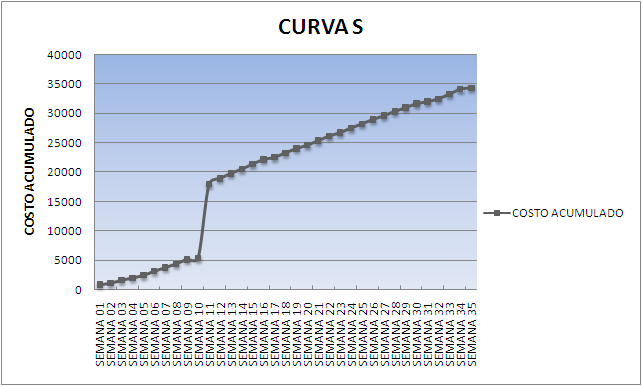 CURVA S
40000
35000
30000
25000
20000
15000
10000
5000
0
COSTO ACUMULADO
SEMANA 01
SEMANA 02
SEMANA 03
SEMANA 04
SEMANA 05
SEMANA 06
SEMANA 07
SEMANA 08
SEMANA 09
SEMANA 10
SEMANA 11
SEMANA 12
SEMANA 13
SEMANA 14
SEMANA 15
SEMANA 16
SEMANA 17
SEMANA 18
SEMANA 19
SEMANA 20
SEMANA 21
SEMANA 22
SEMANA 23
SEMANA 24
SEMANA 25
SEMANA 26
SEMANA 27
SEMANA 28
SEMANA 29
SEMANA 30
SEMANA 31
SEMANA 32
SEMANA 33
SEMANA 34
SEMANA 35
COSTO ACUMULADO